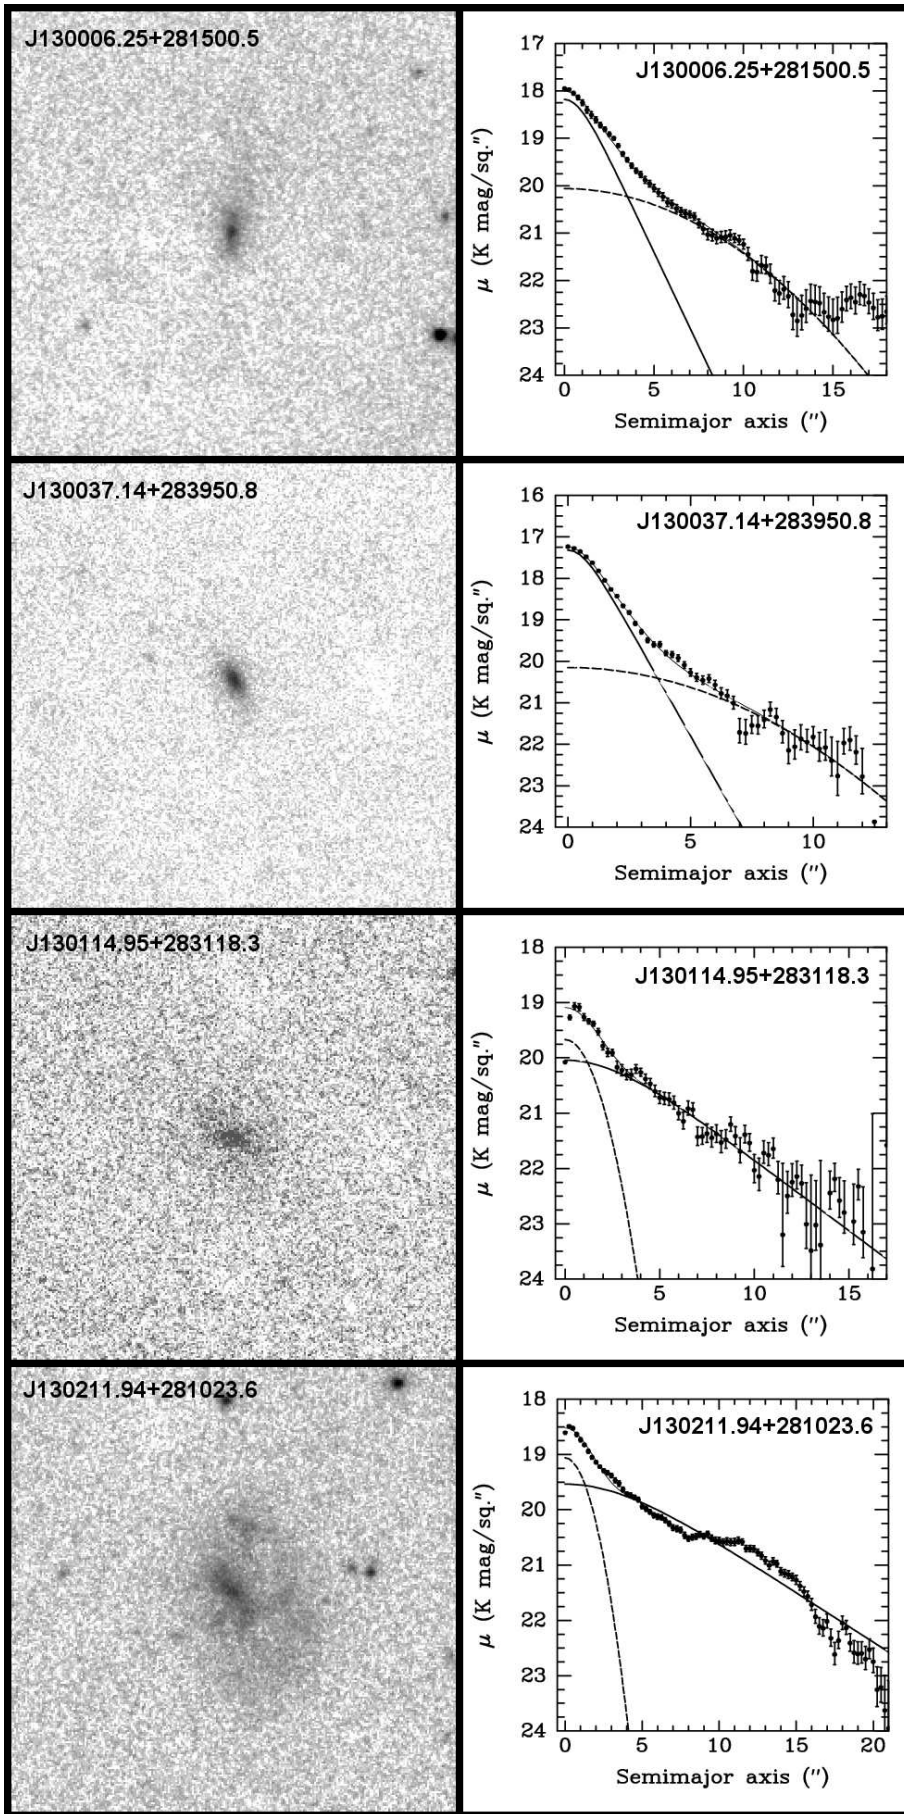 J130006.25+281500.5
J130006.25+281500.5
17
18
19
20
21
22
23
24
μ (K mag/sq.")
0 5 10 15
Semimajor axis (")
J130037.14+283950.8
J130037.14+283950.8
16
17
18
19
20
21
22
23
24
μ (K mag/sq.")
0 5 10
Semimajor axis (")
J130114.95+283118.3
J130114.95+283118.3
18
19
20
21
22
23
24
μ (K mag/sq.")
0 5 10 15
Semimajor axis (")
J130211.94+281023.6
J130211.94+281023.6
18
19
20
21
22
23
24
μ (K mag/sq.")
0 5 10 15 20
Semimajor axis (")